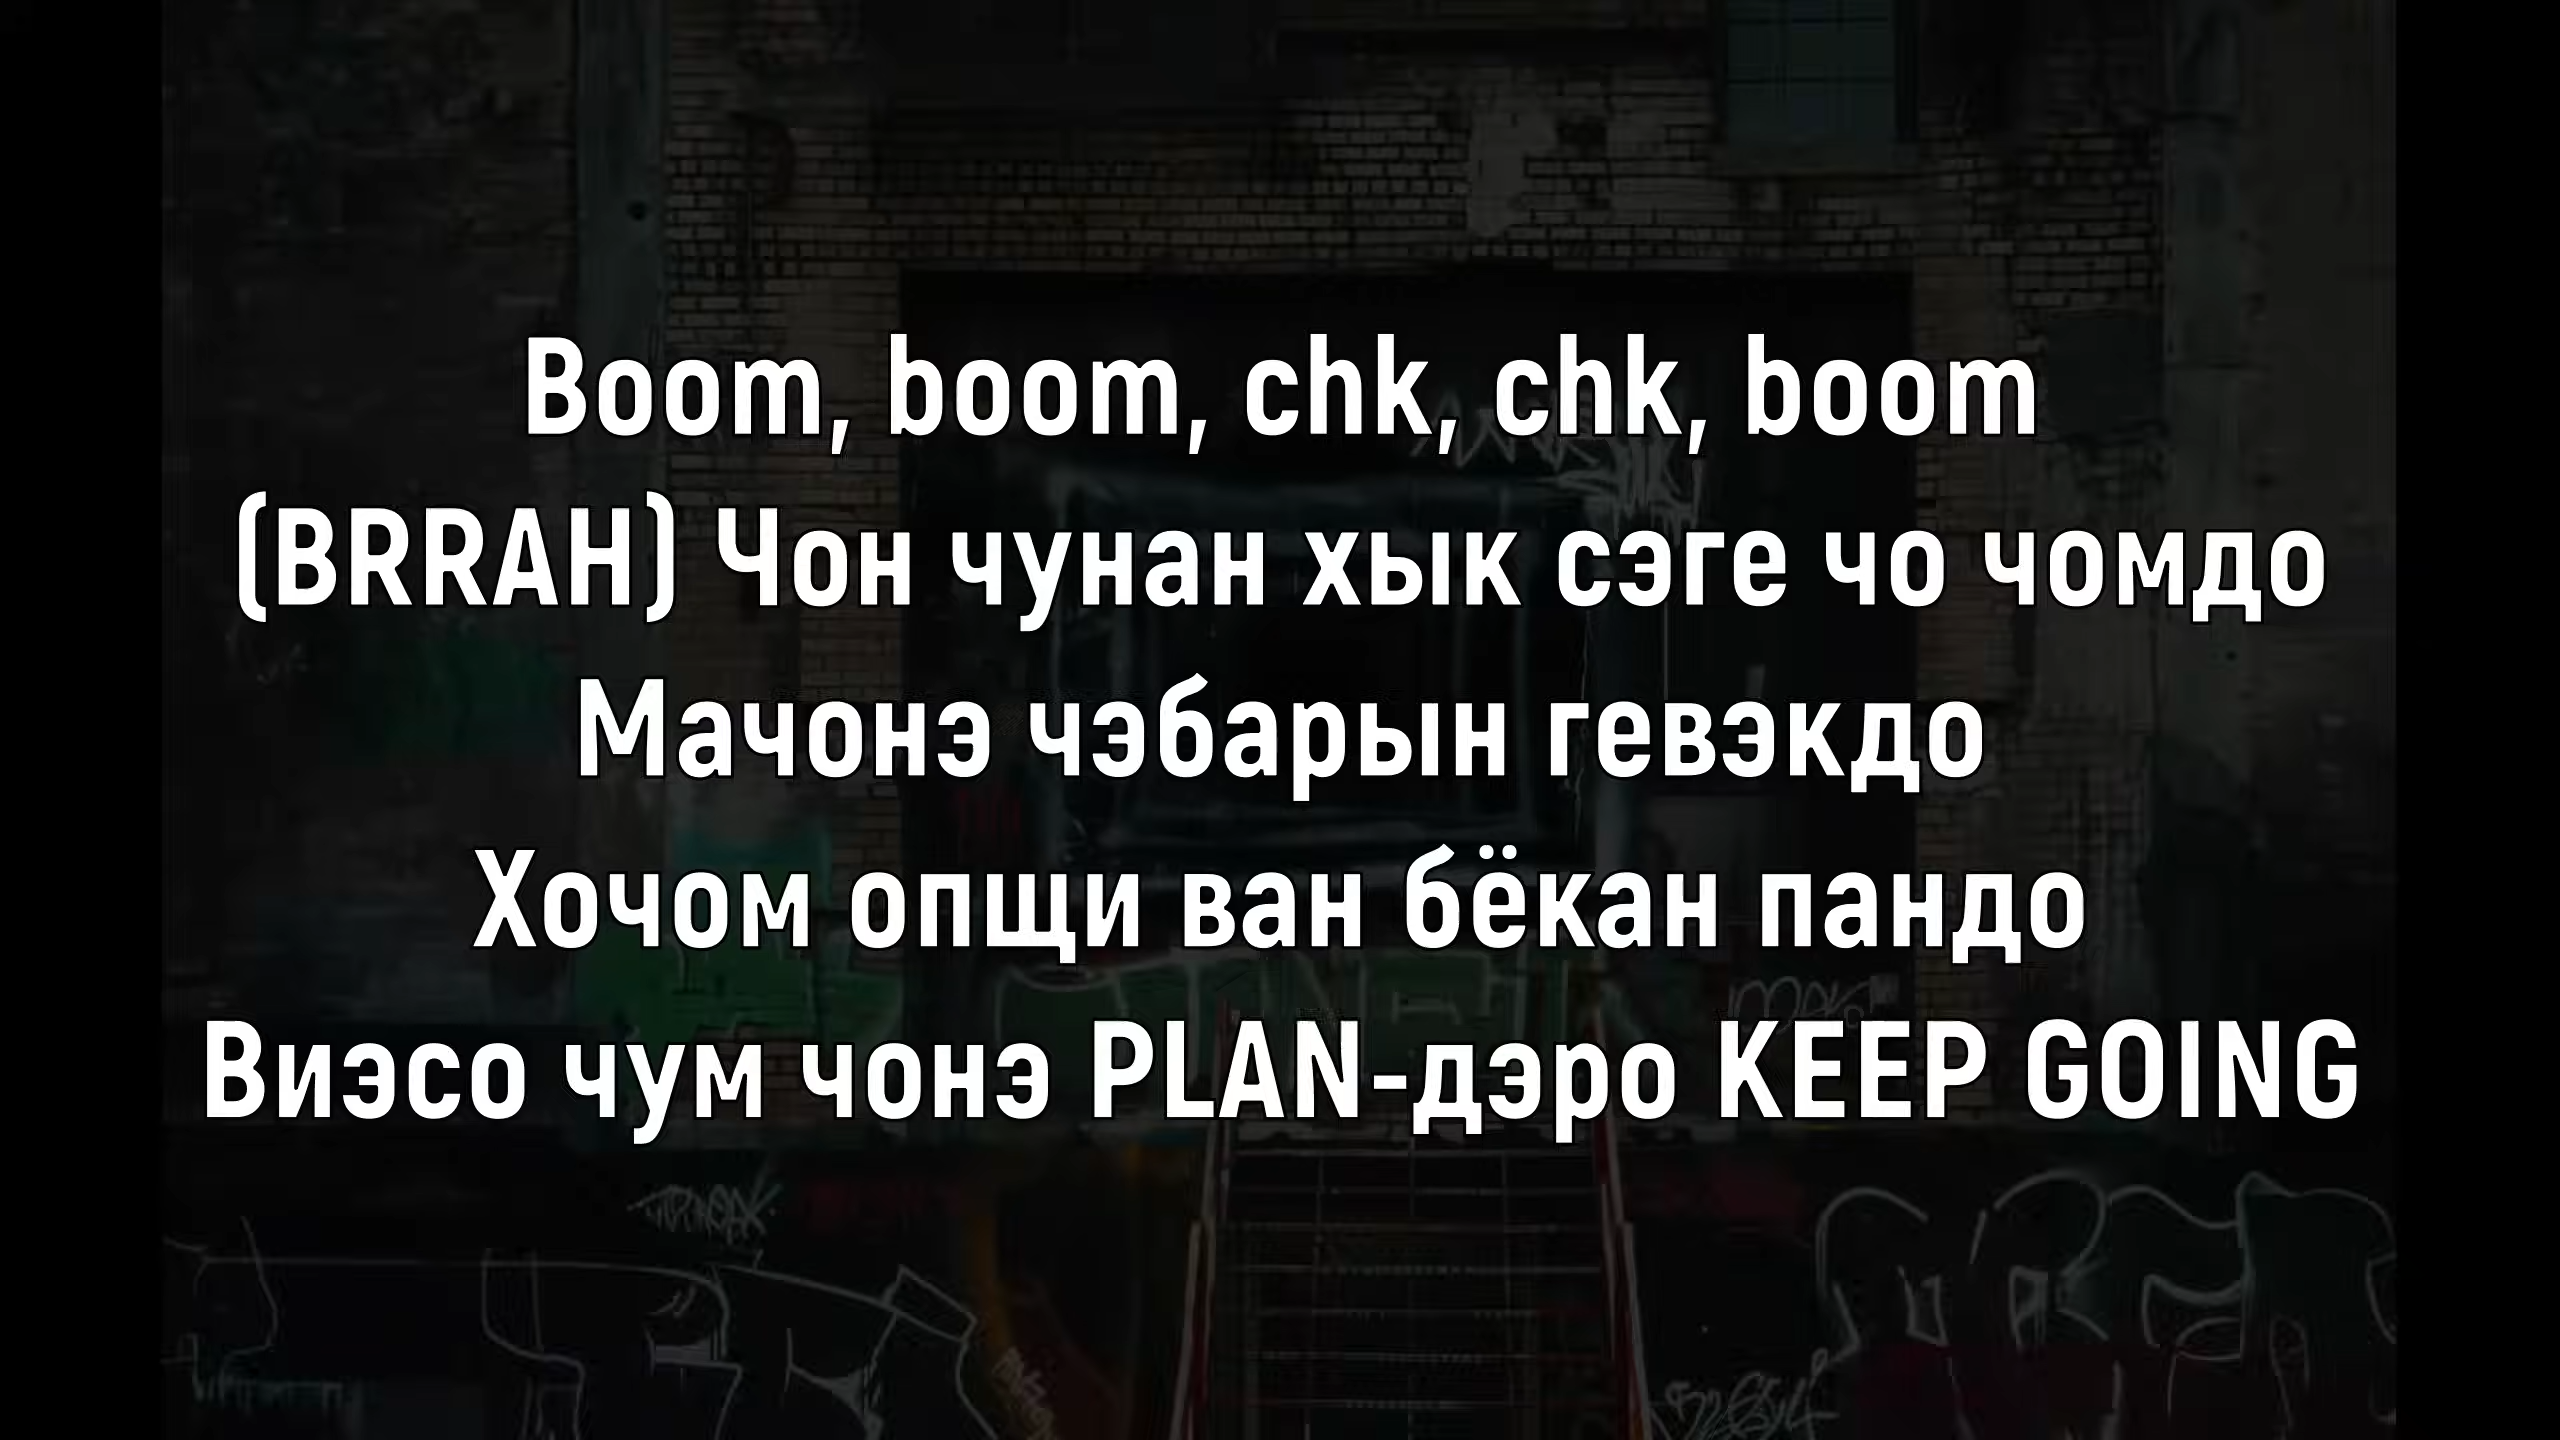 Boom, boom, chk, chk, boom
(BRRAH) Чон чунан хык сэге чо чомдо
Мачонэ чэбарын гевэкдо
Хочом опщи ван бёкан пандо
Виэсо чум чонэ PLAN-дэро KEEP GOING